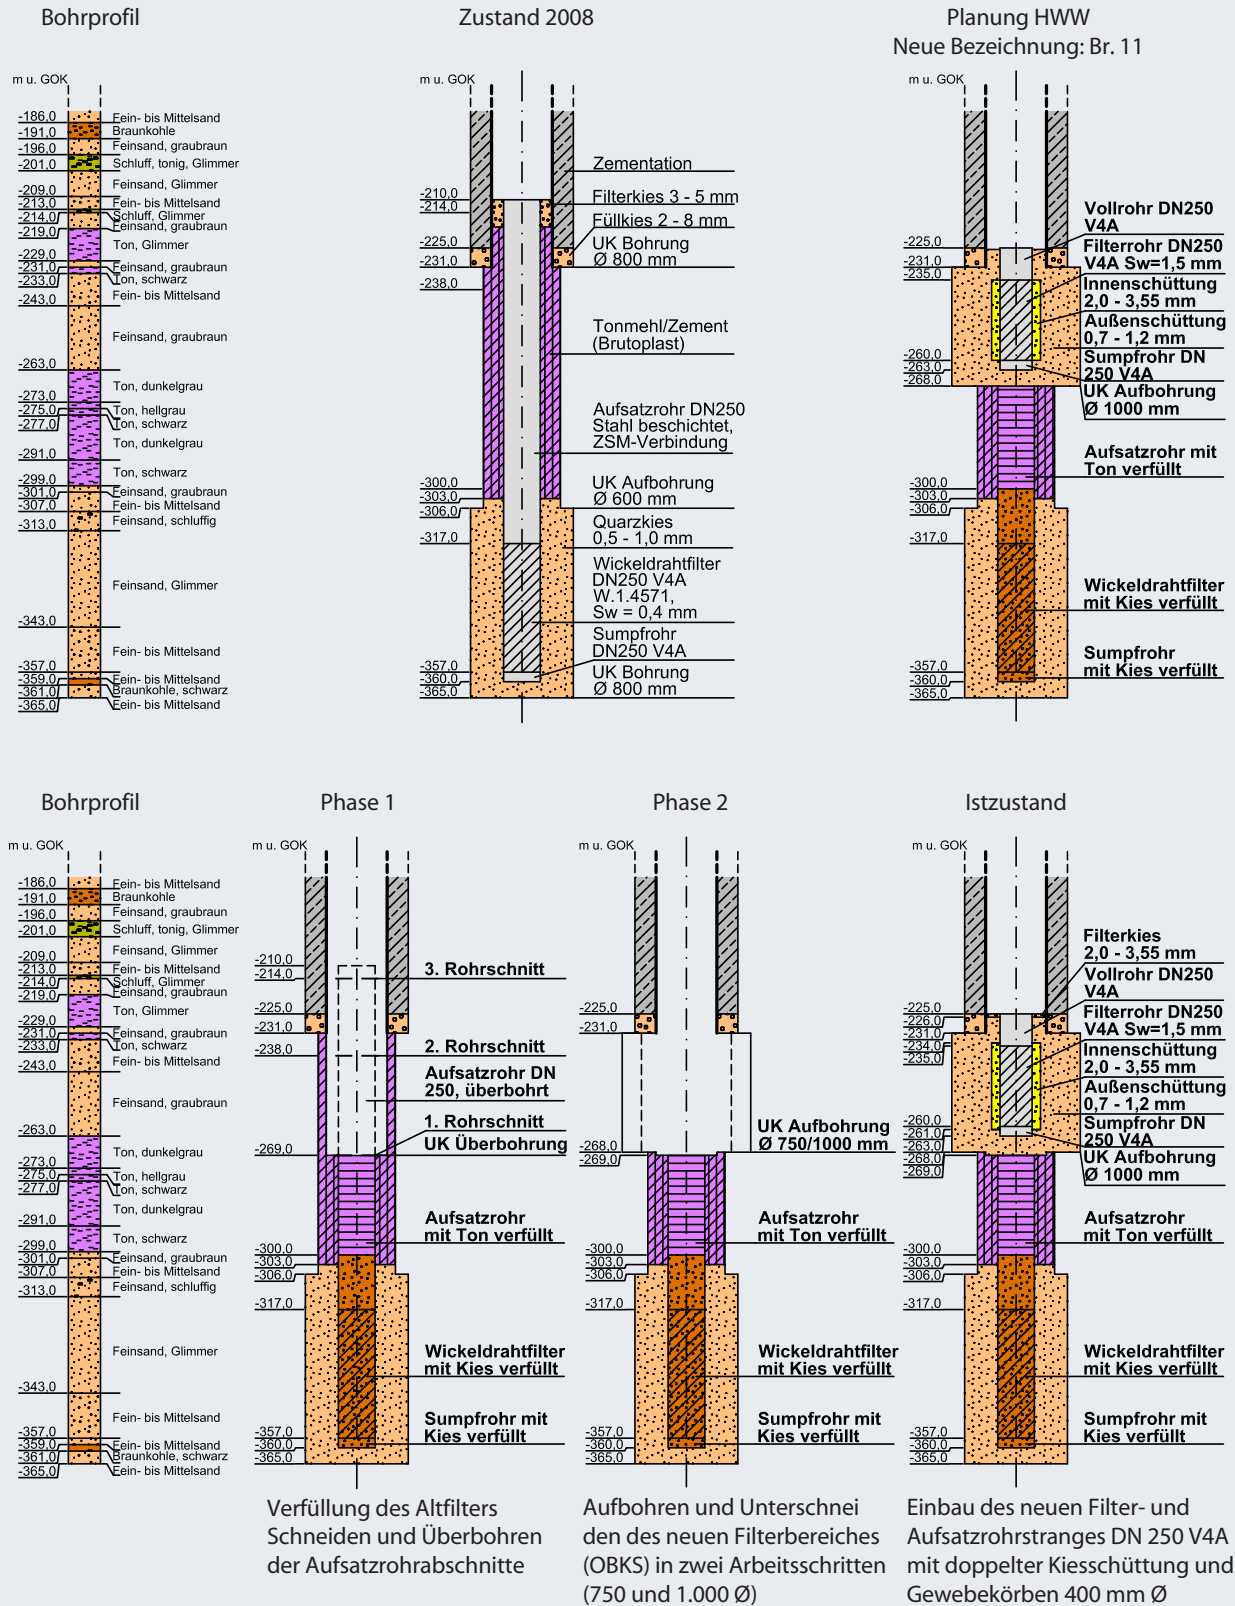 Bohrprofil
m u. GOK
-186,0
-191,0
-196,0
-201,0
-209,0
-213,0
-214,0
-219,0
-229,0
-231,0
-233,0
-243,0
-263,0
-273,0
-275,0
-277,0
-291,0
-299,0
-301,0
-307,0
-313,0
-343,0
-357,0
-359,0
-361,0
-365,0
Fein- bis Mittelsand
Braunkohle
Feinsand, graubraun
Schluff, tonig, Glimmer
Feinsand, Glimmer
Fein- bis Mittelsand
Schluff, Glimmer
Feinsand, graubraun
Ton, Glimmer
Feinsand, graubraun
Ton, schwarz
Fein- bis Mittelsand
Feinsand, graubraun
Ton, dunkelgrau
Ton, hellgrau
Ton, schwarz
Ton, dunkelgrau
Ton, schwarz
Feinsand, graubraun
Fein- bis Mittelsand
Feinsand, schluffig
Feinsand, Glimmer
Fein- bis Mittelsand
Fein- bis Mittelsand
Braunkohle, schwarz
Fein- bis Mittelsand
Zustand 2008
m u. GOK
-210,0
-214,0
-225,0
-231,0
-238,0
-300,0
-303,0
-306,0
-317,0
-357,0
-360,0
-365,0
Zementation
Filterkies 3 - 5 mm
Füllkies 2 - 8 mm
UK Bohrung
Ø 800 mm
Tonmehl/Zement
(Brutoplast)
Aufsatzrohr DN250
Stahl beschichtet,
ZSM-Verbindung
UK Aufbohrung
Ø 600 mm
Quarzkies
0,5 - 1,0 mm
Wickeldrahtfilter
DN250 V4A
W.1.4571,
Sw = 0,4 mm
Sumpfrohr
DN250 V4A
UK Bohrung
Ø 800 mm
Planung HWW
Neue Bezeichnung: Br. 11
m u. GOK
-225,0
-231,0
-235,0
-260,0
-263,0
-268,0
-300,0
-303,0
-306,0
-317,0
-357,0
-360,0
-365,0
Vollrohr DN250
V4A
Filterrohr DN250
V4A Sw=1,5 mm
Innenschüttung
2,0 - 3,55 mm
Außenschüttung
0,7 - 1,2 mm
Sumpfrohr DN
250 V4A
UK Aufbohrung
Ø 1000 mm
Aufsatzrohr mit
Ton verfüllt
Wickeldrahtfilter
mit Kies verfüllt
Sumpfrohr
mit Kies verfüllt
Bohrprofil
m u. GOK
-186,0
-191,0
-196,0
-201,0
-209,0
-213,0
-214,0
-219,0
-229,0
-231,0
-233,0
-243,0
-263,0
-273,0
-275,0
-277,0
-291,0
-299,0
-301,0
-307,0
-313,0
-343,0
-357,0
-359,0
-361,0
-365,0
Fein- bis Mittelsand
Braunkohle
Feinsand, graubraun
Schluff, tonig, Glimmer
Feinsand, Glimmer
Fein- bis Mittelsand
Schluff, Glimmer
Feinsand, graubraun
Ton, Glimmer
Feinsand, graubraun
Ton, schwarz
Fein- bis Mittelsand
Feinsand, graubraun
Ton, dunkelgrau
Ton, hellgrau
Ton, schwarz
Ton, dunkelgrau
Ton, schwarz
Feinsand, graubraun
Fein- bis Mittelsand
Feinsand, schluffig
Feinsand, Glimmer
Fein- bis Mittelsand
Fein- bis Mittelsand
Braunkohle, schwarz
Fein- bis Mittelsand
Phase 1
m u. GOK
-210,0
-214,0
-225,0
-231,0
-238,0
-269,0
-300,0
-303,0
-306,0
-317,0
-357,0
-360,0
-365,0
3. Rohrschnitt
2. Rohrschnitt
Aufsatzrohr DN
250, überbohrt
1. Rohrschnitt
UK Überbohrung
Aufsatzrohr
mit Ton verfüllt
Wickeldrahtfilter
mit Kies verfüllt
Sumpfrohr mit
Kies verfüllt
Verfüllung des Altfilters
Schneiden und Überbohren
der Aufsatzrohrabschnitte
Phase 2
m u. GOK
-225,0
-231,0
-268,0
-269,0
-300,0
-303,0
-306,0
-317,0
-357,0
-360,0
-365,0
UK Aufbohrung
Ø 750/1000 mm
Aufsatzrohr
mit Ton verfüllt
Wickeldrahtfilter
mit Kies verfüllt
Sumpfrohr mit
Kies verfüllt
Aufbohren und Unterschnei
den des neuen Filterbereiches
(OBKS) in zwei Arbeitsschritten
(750 und 1.000 Ø)
Istzustand
m u. GOK
-225,0
-226,0
-231,0
-234,0
-235,0
-260,0
-261,0
-263,0
-268,0
-269,0
-300,0
-303,0
-306,0
-317,0
-357,0
-360,0
-365,0
Filterkies
2,0 - 3,55 mm
Vollrohr DN250
V4A
Filterrohr DN250
V4A Sw=1,5 mm
Innenschüttung
2,0 - 3,55 mm
Außenschüttung
0,7 - 1,2 mm
Sumpfrohr DN
250 V4A
UK Aufbohrung
Ø 1000 mm
Aufsatzrohr
mit Ton verfüllt
Wickeldrahtfilter
mit Kies verfüllt
Sumpfrohr mit
Kies verfüllt
Einbau des neuen Filter- und
Aufsatzrohrstranges DN 250 V4A
mit doppelter Kiesschüttung und
Gewebekörben 400 mm Ø